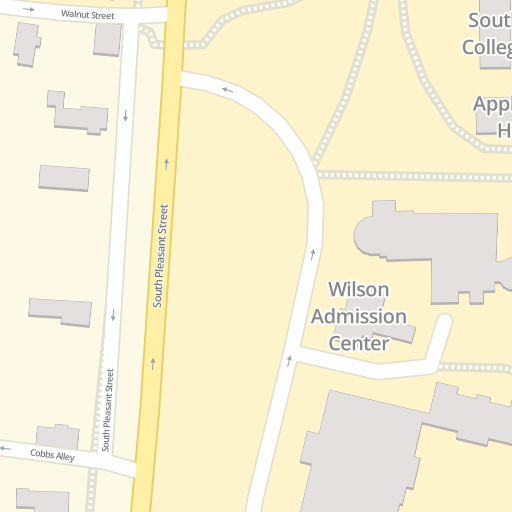 Walnut Street
South
Colleg
Appl
H
South Pleasant Street
Wilson
Admission
Center
South Pleasant Street
Cobbs Alley